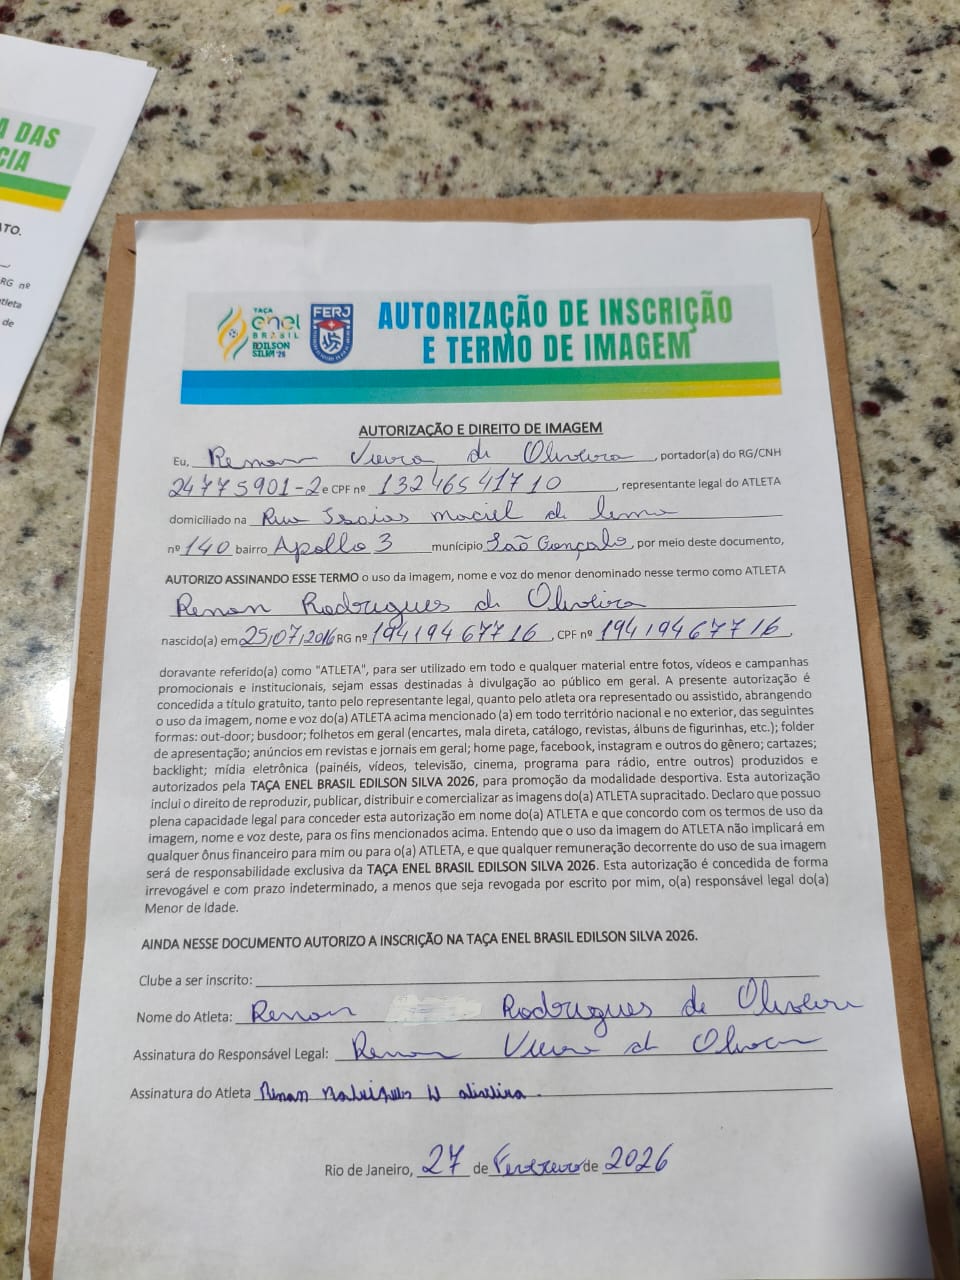 A DAS
CIA
ATO.
RG nº
atleta
de
TAÇA
enel
BRASIL
EDILSON
SILVA '26
FERJ
AUTORIZAÇÃO DE INSCRIÇÃO
E TERMO DE IMAGEM
AUTORIZAÇÃO E DIREITO DE IMAGEM
Eu, Renan Vieira de Oliveira, portador(a) do RG/CNH
24775901-2 e CPF nº 13246541710, representante legal do ATLETA
domiciliado na Rua Isaias Maciel de lema
nº 140 bairro Apollo 3 munícipio São Gonçalo, por meio deste documento,
AUTORIZO ASSINANDO ESSE TERMO o uso da imagem, nome e voz do menor denominado nesse termo como ATLETA
Renan Rodrigues de Oliveira
nascido(a) em 25/07/2016 RG nº 19419467716, CPF nº 19419467716,
doravante referido(a) como "ATLETA", para ser utilizado em todo e qualquer material entre fotos, vídeos e campanhas
promocionais e institucionais, sejam essas destinadas à divulgação ao público em geral. A presente autorização é
concedida a título gratuito, tanto pelo representante legal, quanto pelo atleta ora representado ou assistido, abrangendo
o uso da imagem, nome e voz do(a) ATLETA acima mencionado (a) em todo território nacional e no exterior, das seguintes
formas: out-door; busdoor; folhetos em geral (encartes, mala direta, catálogo, revistas, álbuns de figurinhas, etc.); folder
de apresentação; anúncios em revistas e jornais em geral; home page, facebook, instagram e outros do gênero; cartazes;
backlight; mídia eletrônica (painéis, vídeos, televisão, cinema, programa para rádio, entre outros) produzidos e
autorizados pela TAÇA ENEL BRASIL EDILSON SILVA 2026, para promoção da modalidade desportiva. Esta autorização
inclui o direito de reproduzir, publicar, distribuir e comercializar as imagens do(a) ATLETA supracitado. Declaro que possuo
plena capacidade legal para conceder esta autorização em nome do(a) ATLETA e que concordo com os termos de uso da
imagem, nome e voz deste, para os fins mencionados acima. Entendo que o uso da imagem do ATLETA não implicará em
qualquer ônus financeiro para mim ou para o(a) ATLETA, e que qualquer remuneração decorrente do uso de sua imagem
será de responsabilidade exclusiva da TAÇA ENEL BRASIL EDILSON SILVA 2026. Esta autorização é concedida de forma
irrevogável e com prazo indeterminado, a menos que seja revogada por escrito por mim, o(a) responsável legal do(a)
Menor de Idade.
AINDA NESSE DOCUMENTO AUTORIZO A INSCRIÇÃO NA TAÇA ENEL BRASIL EDILSON SILVA 2026.
Clube a ser inscrito:
Nome do Atleta: Renan Rodrigues de Oliveira
Assinatura do Responsável Legal: Renan Vieira de Oliveira
Assinatura do Atleta Renan Rodrigues de oliveira.
Rio de Janeiro, 27 de Fevereiro de 2026